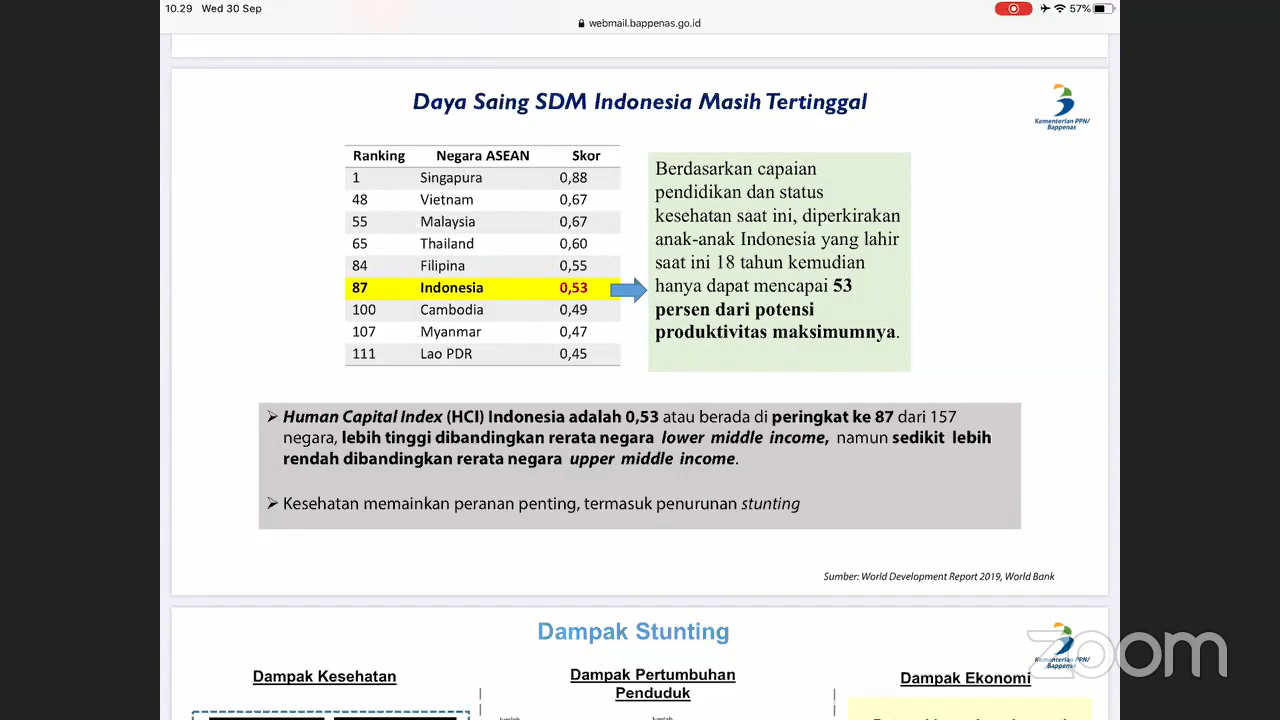 10.29 Wed 30 Sep
57%
webmail.bappenas.go.id
Daya Saing SDM Indonesia Masih Tertinggal
Kementerian PPN/
Bappenas
Ranking Negara ASEAN Skor
1 Singapura 0,88
48 Vietnam 0,67
55 Malaysia 0,67
65 Thailand 0,60
84 Filipina 0,55
87 Indonesia 0,53
100 Cambodia 0,49
107 Myanmar 0,47
111 Lao PDR 0,45
Berdasarkan capaian
pendidikan dan status
kesehatan saat ini, diperkirakan
anak-anak Indonesia yang lahir
saat ini 18 tahun kemudian
hanya dapat mencapai 53
persen dari potensi
produktivitas maksimumnya.
➢ Human Capital Index (HCI) Indonesia adalah 0,53 atau berada di peringkat ke 87 dari 157
negara, lebih tinggi dibandingkan rerata negara lower middle income, namun sedikit lebih
rendah dibandingkan rerata negara upper middle income.
➢ Kesehatan memainkan peranan penting, termasuk penurunan stunting
Sumber: World Development Report 2019, World Bank
Dampak Stunting
Kementerian PPN/
Bappenas
zoom
Dampak Kesehatan
Dampak Pertumbuhan
Penduduk
Dampak Ekonomi